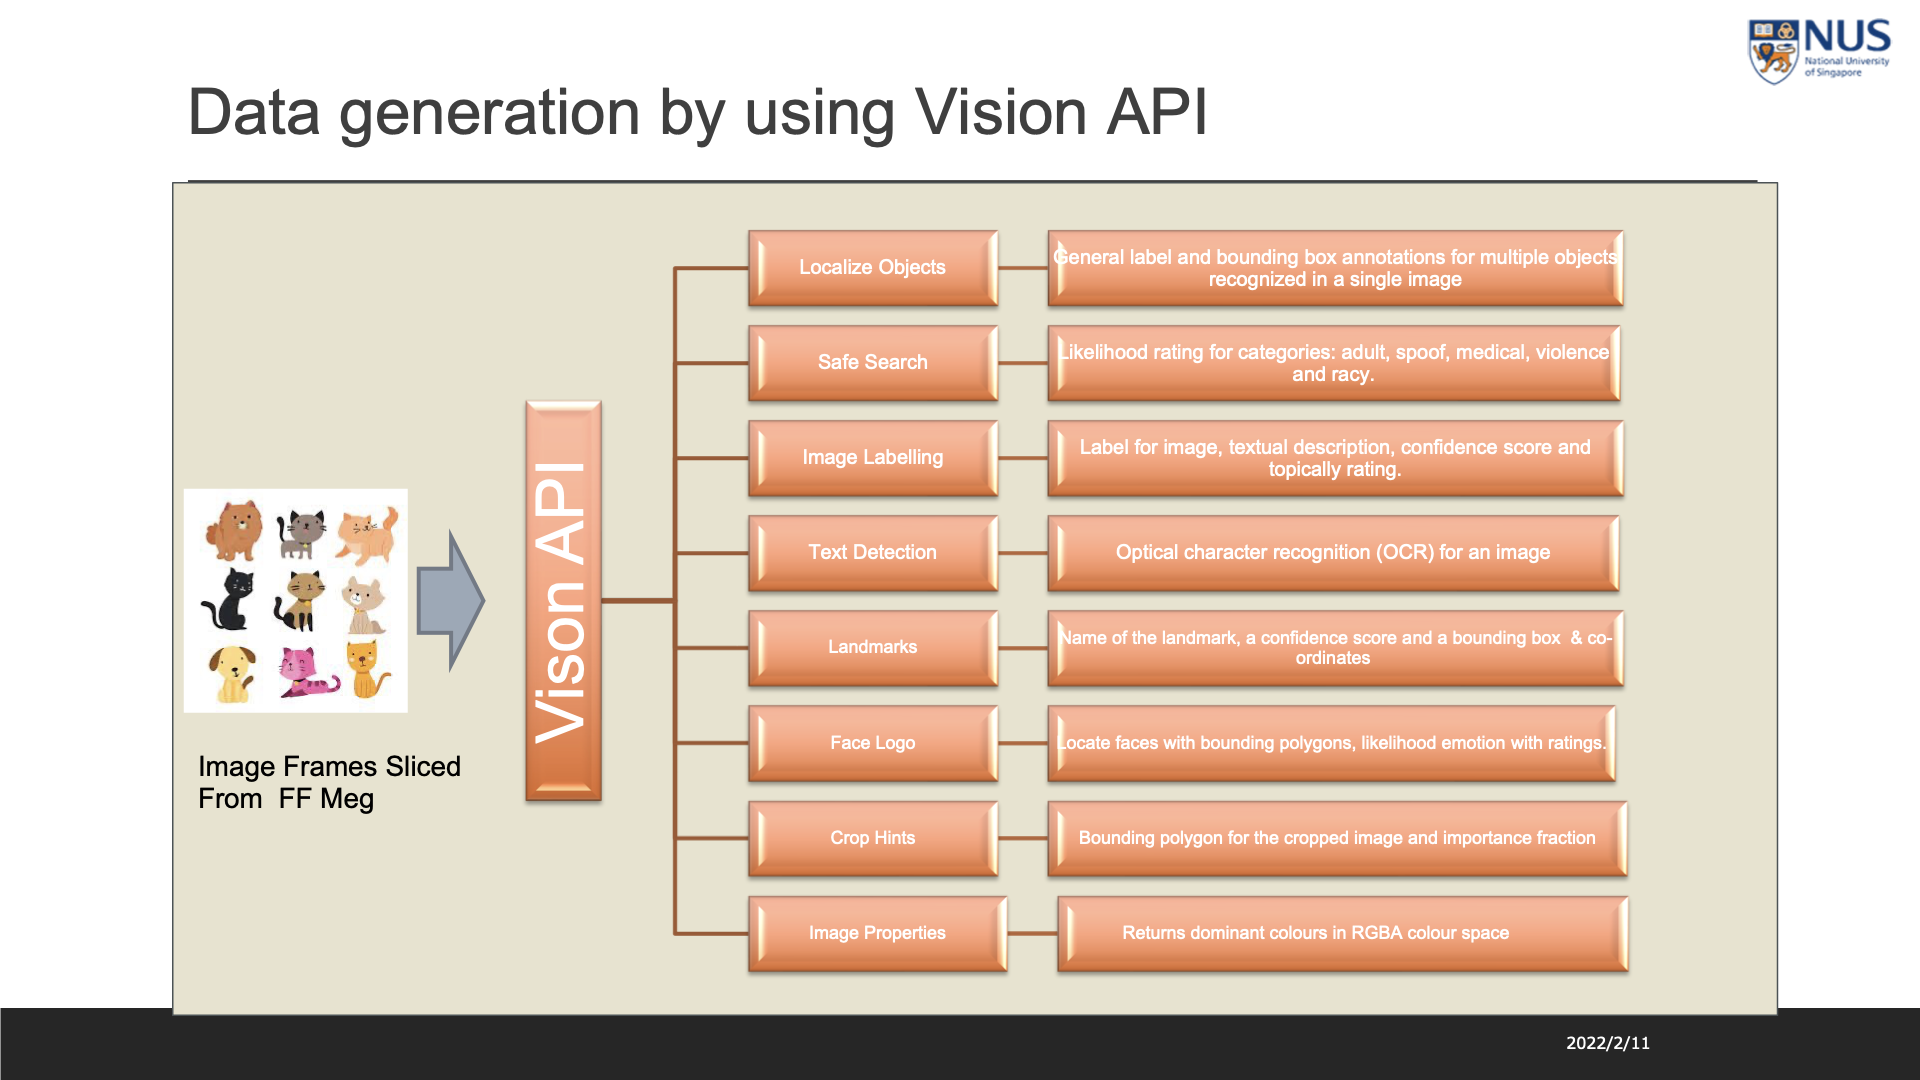 NUS
National University
of Singapore
Data generation by using Vision API
Image Frames Sliced
From  FF Meg
Vison API
Localize Objects
General label and bounding box annotations for multiple objects
recognized in a single image
Safe Search
Likelihood rating for categories: adult, spoof, medical, violence
and racy.
Image Labelling
Label for image, textual description, confidence score and
topically rating.
Text Detection
Optical character recognition (OCR) for an image
Landmarks
Name of the landmark, a confidence score and a bounding box  & co-
ordinates
Face Logo
Locate faces with bounding polygons, likelihood emotion with ratings.
Crop Hints
Bounding polygon for the cropped image and importance fraction
Image Properties
Returns dominant colours in RGBA colour space
2022/2/11